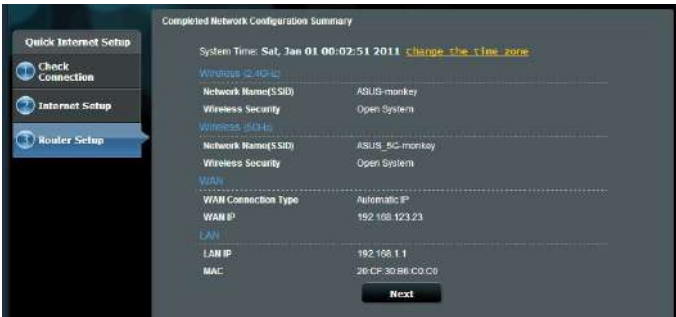 Completed Network Configuration Summary
Quick Internet Setup
1 Check Connection
2 Internet Setup
3 Router Setup
System Time: Sat, Jan 01 00:02:51 2011 Change the time zone
Wireless (2.4GHz)
Network Name(SSID) ASUS-monkey
Wireless Security Open System
Wireless (5GHz)
Network Name(SSID) ASUS_5G-monkey
Wireless Security Open System
WAN
WAN Connection Type Automatic IP
WAN IP 192.168.123.23
LAN
LAN IP 192.168.1.1
MAC 20:CF:30:B6:C0:C0
Next